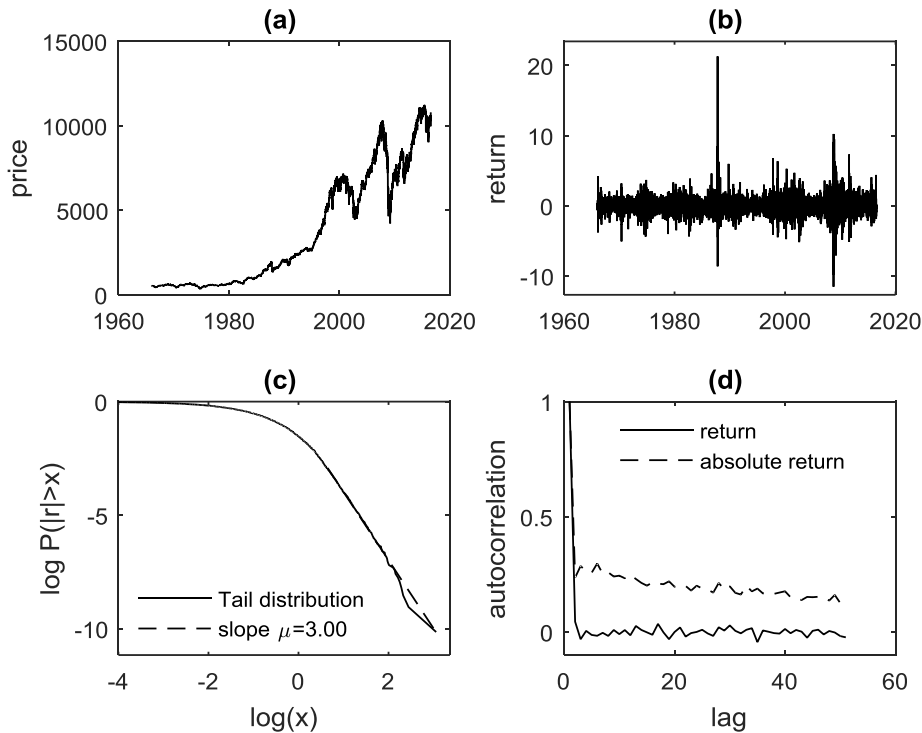 (a)
15000
10000
5000
0
price
1960
1980
2000
2020
(b)
20
10
0
-10
return
1960
1980
2000
2020
(c)
0
-5
-10
log P(|r|>x)
Tail distribution
slope μ=3.00
-4
-2
0
2
log(x)
(d)
1
0.5
0
autocorrelation
return
absolute return
0
20
40
60
lag